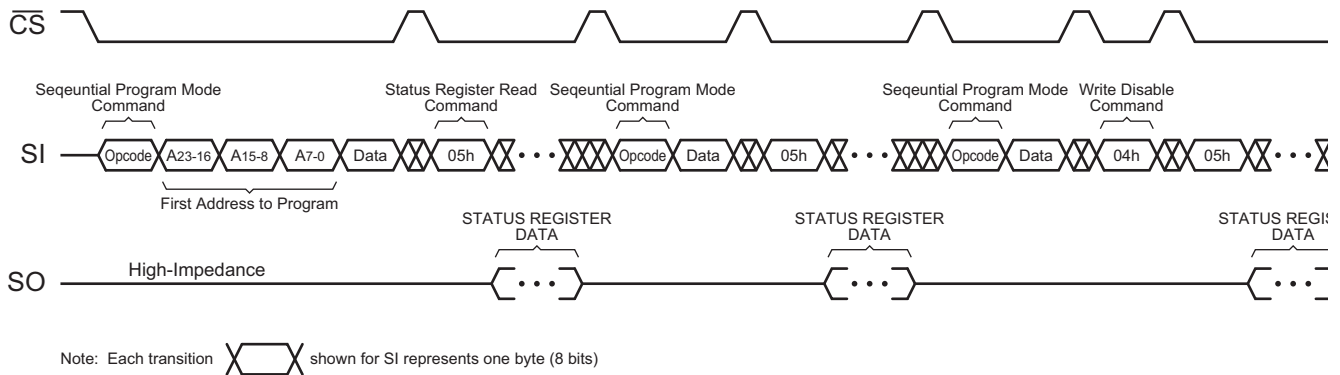 CS
Seqeuntial Program Mode
Command
Status Register Read
Command
Seqeuntial Program Mode
Command
Seqeuntial Program Mode
Command
Write Disable
Command
SI
Opcode A23-16 A15-8 A7-0 Data 05h Opcode Data 05h Opcode Data 04h 05h
First Address to Program
STATUS REGISTER
DATA
STATUS REGISTER
DATA
STATUS REGIS
DATA
SO
High-Impedance
Note: Each transition shown for SI represents one byte (8 bits)